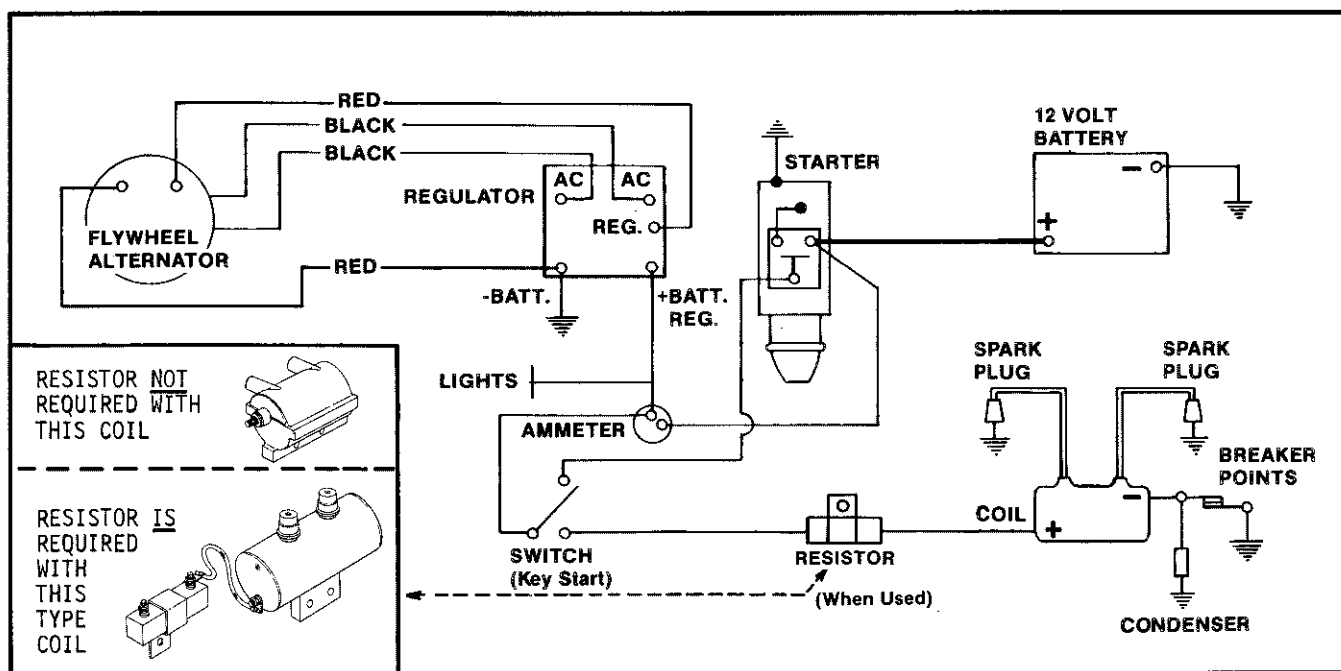 RED
BLACK
BLACK
FLYWHEEL
ALTERNATOR
RED
REGULATOR
AC AC
REG.
-BATT.
+BATT.
REG.
STARTER
12 VOLT
BATTERY
-
+
LIGHTS
AMMETER
SWITCH
(Key Start)
RESISTOR
(When Used)
SPARK
PLUG
SPARK
PLUG
BREAKER
POINTS
COIL
+
-
CONDENSER
RESISTOR NOT
REQUIRED WITH
THIS COIL
RESISTOR IS
REQUIRED
WITH
THIS
TYPE
COIL